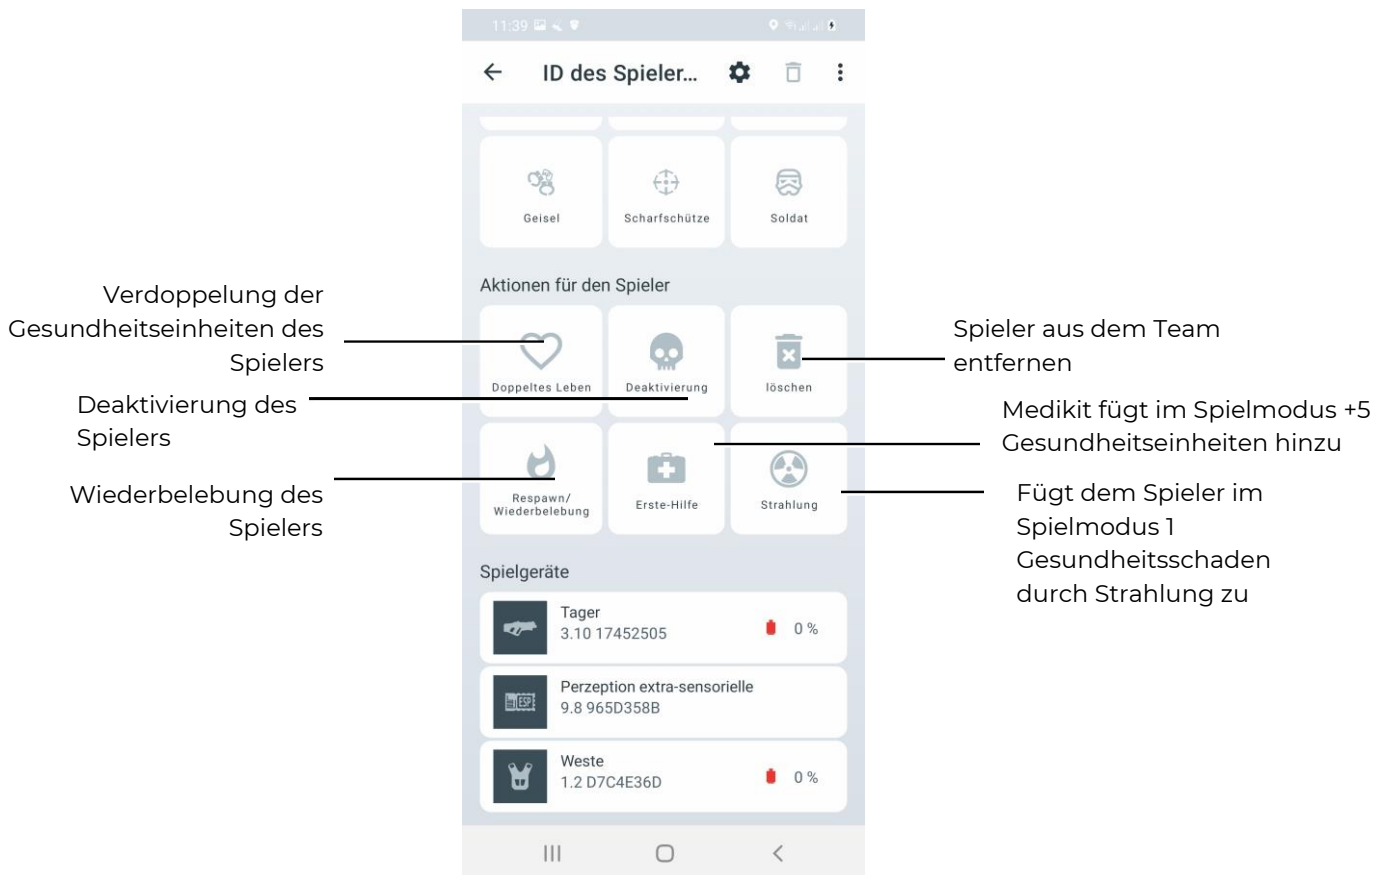 11:39
ID des Spieler...
Geisel
Scharfschütze
Soldat
Aktionen für den Spieler
Verdoppelung der
Gesundheitseinheiten des
Spielers
Deaktivierung des
Spielers
Wiederbelebung des
Spielers
Doppeltes Leben
Deaktivierung
löschen
Respawn/
Wiederbelebung
Erste-Hilfe
Strahlung
Spieler aus dem Team
entfernen
Medikit fügt im Spielmodus +5
Gesundheitseinheiten hinzu
Fügt dem Spieler im
Spielmodus 1
Gesundheitsschaden
durch Strahlung zu
Spielgeräte
Tager
3.10 17452505
0 %
ESP
Perzeption extra-sensorielle
9.8 965D358B
Weste
1.2 D7C4E36D
0 %